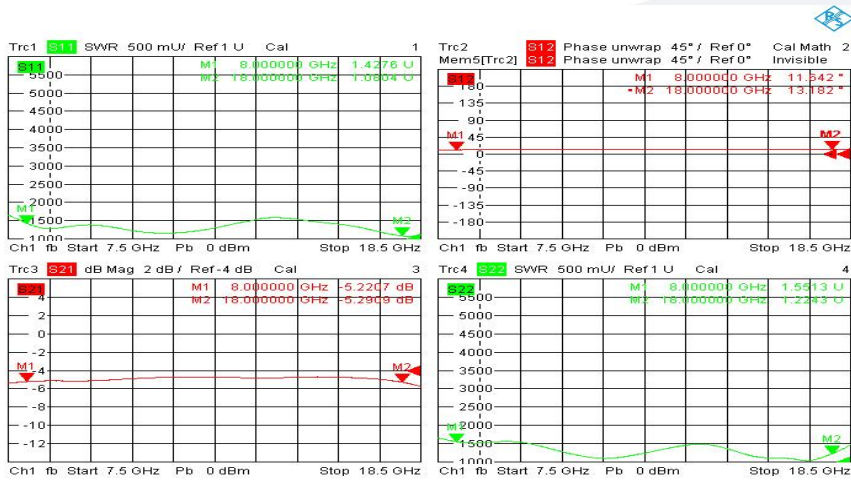 Trc1 S11 SWR 500 mU/ Ref 1 U Cal 1
S11
M1 8.000000 GHz 1.4276 U
M2 18.000000 GHz 1.0804 U
5500
5000
4500
4000
3500
3000
2500
2000
1500
1000
M1
M2
Ch1 fb Start 7.5 GHz Pb 0 dBm Stop 18.5 GHz
Trc2 S12 Phase unwrap 45° / Ref 0° Cal Math 2
Mem5[Trc2] S12 Phase unwrap 45° / Ref 0° Invisible
S12
M1 8.000000 GHz 11.642 °
•M2 18.000000 GHz 13.182 °
180
135
90
45
0
-45
-90
-135
-180
M1
M2
Ch1 fb Start 7.5 GHz Pb 0 dBm Stop 18.5 GHz
Trc3 S21 dB Mag 2 dB / Ref -4 dB Cal 3
S21
M1 8.000000 GHz -5.2207 dB
M2 18.000000 GHz -5.2909 dB
4
2
0
-2
-4
-6
-8
-10
-12
M1
M2
Ch1 fb Start 7.5 GHz Pb 0 dBm Stop 18.5 GHz
Trc4 S22 SWR 500 mU/ Ref 1 U Cal 4
S22
M1 8.000000 GHz 1.5513 U
M2 18.000000 GHz 1.2243 U
5500
5000
4500
4000
3500
3000
2500
2000
1500
1000
M1
M2
Ch1 fb Start 7.5 GHz Pb 0 dBm Stop 18.5 GHz